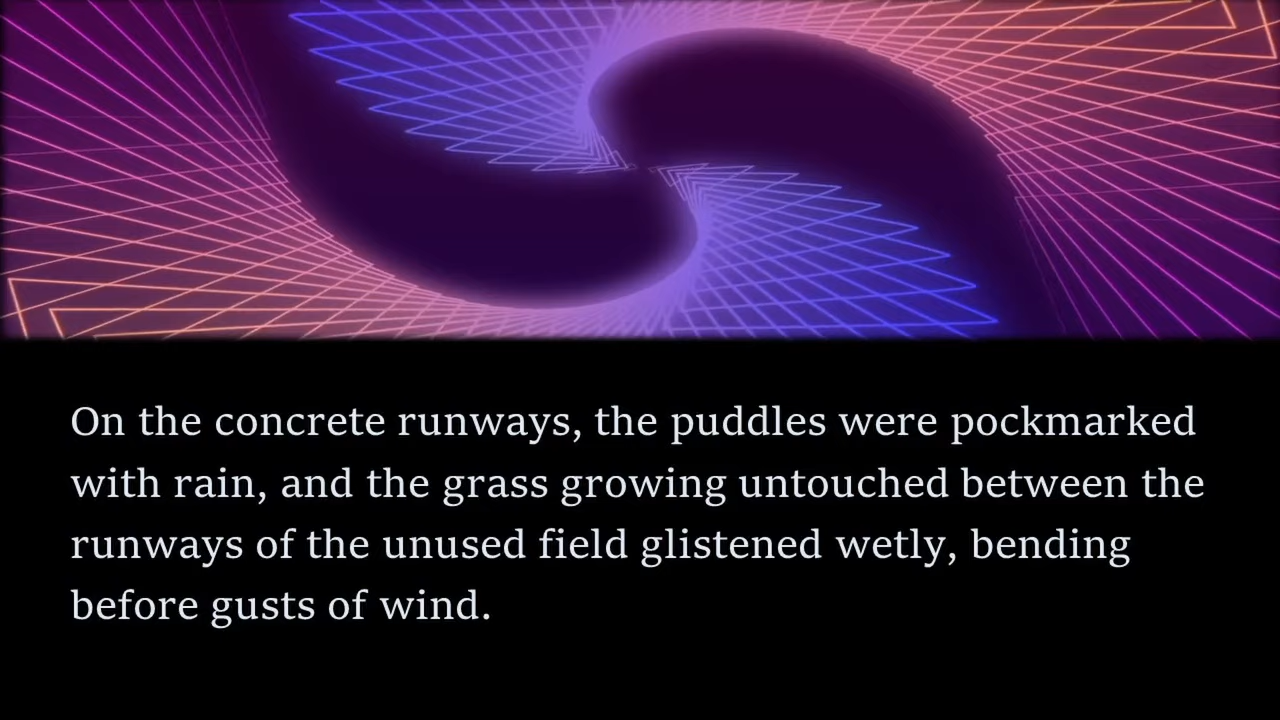 On the concrete runways, the puddles were pockmarked
with rain, and the grass growing untouched between the
runways of the unused field glistened wetly, bending
before gusts of wind.